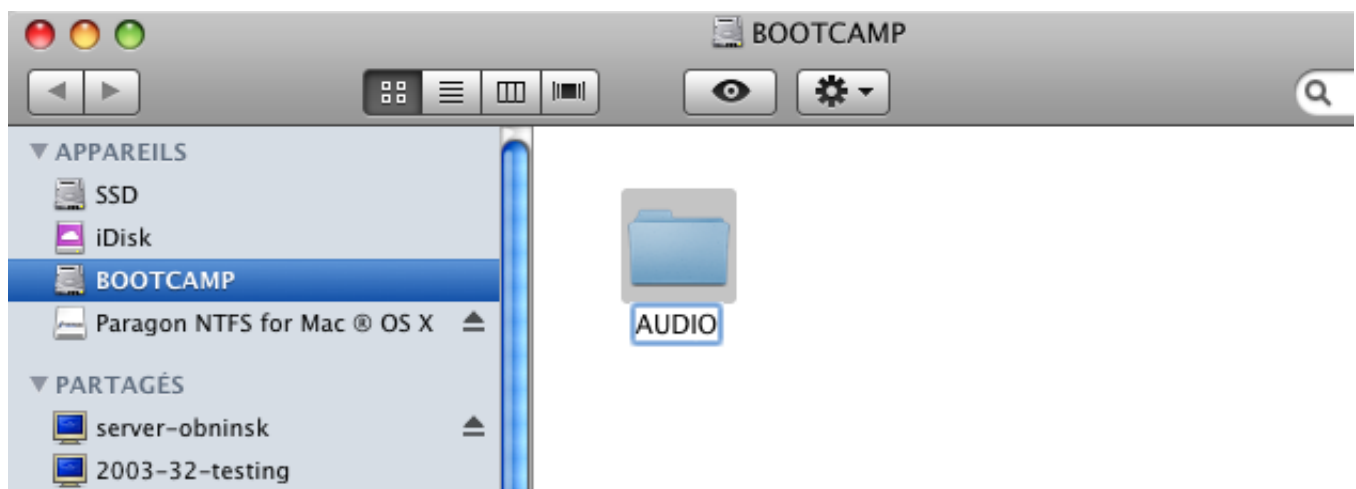 BOOTCAMP
APPAREILS
SSD
iDisk
BOOTCAMP
Paragon NTFS for Mac ® OS X
PARTAGÉS
server-obninsk
2003-32-testing
AUDIO